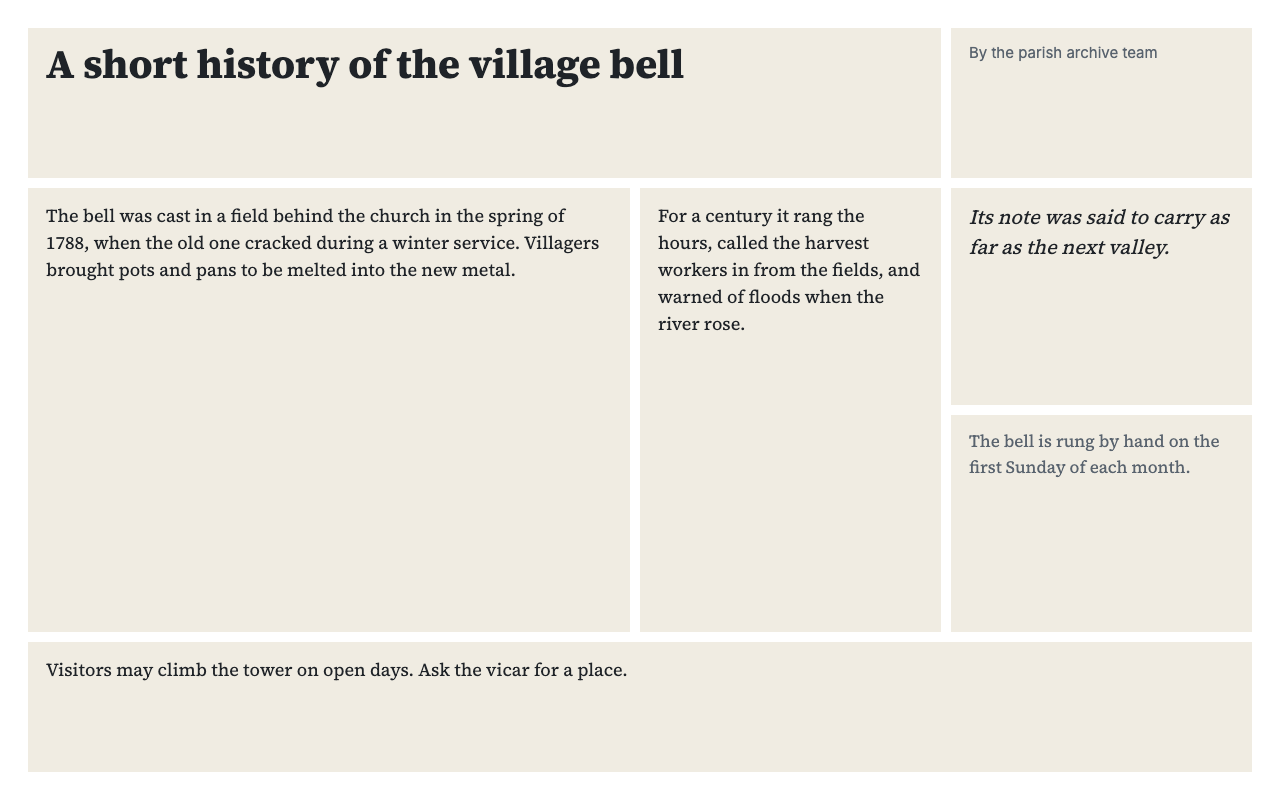 A short history of the village bell
By the parish archive team
The bell was cast in a field behind the church in the spring of
1788, when the old one cracked during a winter service. Villagers
brought pots and pans to be melted into the new metal.
For a century it rang the
hours, called the harvest
workers in from the fields, and
warned of floods when the
river rose.
Its note was said to carry as
far as the next valley.
The bell is rung by hand on the
first Sunday of each month.
Visitors may climb the tower on open days. Ask the vicar for a place.